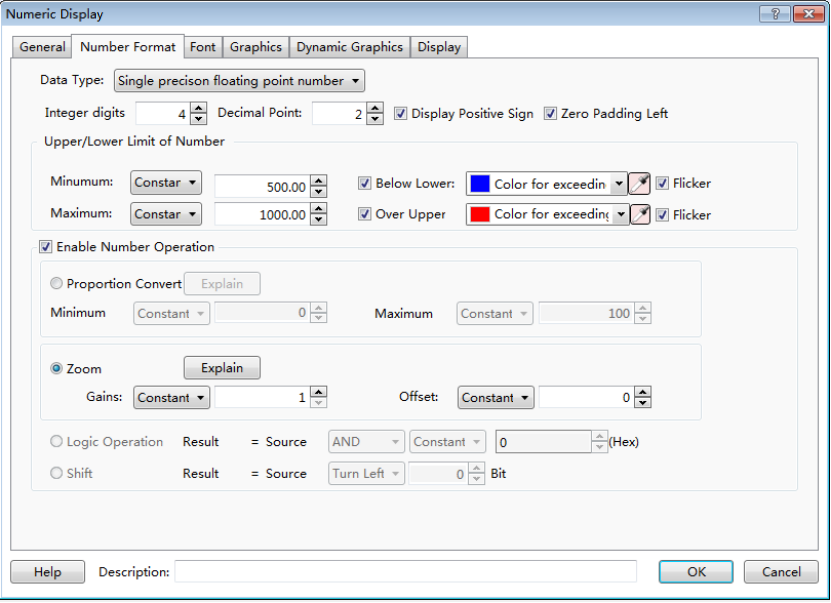 Numeric Display
General Number Format Font Graphics Dynamic Graphics Display
Data Type: Single precison floating point number
Integer digits 4 Decimal Point: 2 Display Positive Sign Zero Padding Left
Upper/Lower Limit of Number
Minumum: Constar 500.00 Below Lower: Color for exceedin Flicker
Maximum: Constar 1000.00 Over Upper Color for exceeding Flicker
Enable Number Operation
Proportion Convert Explain
Minimum Constant 0 Maximum Constant 100
Zoom Explain
Gains: Constant 1 Offset: Constant 0
Logic Operation Result = Source AND Constant 0 (Hex)
Shift Result = Source Turn Left 0 Bit
Help Description: OK Cancel